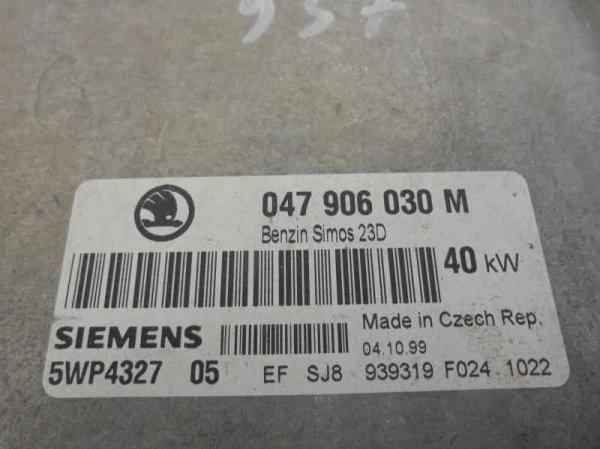 957
047 906 030 M
Benzin Simos 23D
40 kW
SIEMENS
Made in Czech Rep.
04.10.99
5WP4327 05 EF SJ8 939319 F024 1022